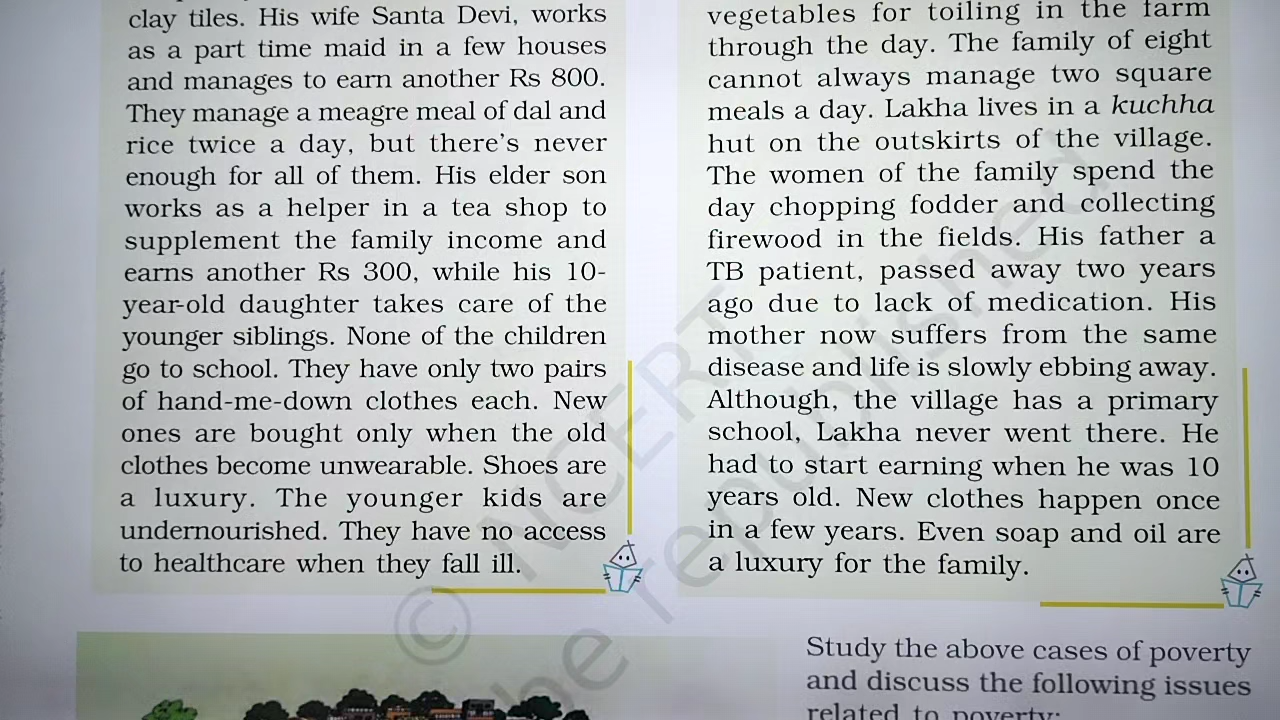 clay tiles. His wife Santa Devi, works
as a part time maid in a few houses
and manages to earn another Rs 800.
They manage a meagre meal of dal and
rice twice a day, but there's never
enough for all of them. His elder son
works as a helper in a tea shop to
supplement the family income and
earns another Rs 300, while his 10-
year-old daughter takes care of the
younger siblings. None of the children
go to school. They have only two pairs
of hand-me-down clothes each. New
ones are bought only when the old
clothes become unwearable. Shoes are
a luxury. The younger kids are
undernourished. They have no access
to healthcare when they fall ill.
vegetables for toiling in the farm
through the day. The family of eight
cannot always manage two square
meals a day. Lakha lives in a kuchha
hut on the outskirts of the village.
The women of the family spend the
day chopping fodder and collecting
firewood in the fields. His father a
TB patient, passed away two years
ago due to lack of medication. His
mother now suffers from the same
disease and life is slowly ebbing away.
Although, the village has a primary
school, Lakha never went there. He
had to start earning when he was 10
years old. New clothes happen once
in a few years. Even soap and oil are
a luxury for the family.
Study the above cases of poverty
and discuss the following issues
related to poverty:
© NCERT
be republished